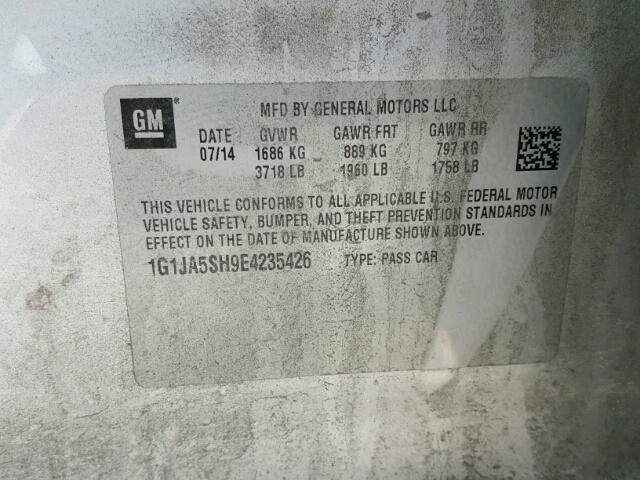 GM ®
MFD BY GENERAL MOTORS LLC
DATE GVWR GAWR FRT GAWR RR
07/14 1686 KG 889 KG 797 KG
3718 LB 1960 LB 1758 LB
THIS VEHICLE CONFORMS TO ALL APPLICABLE U.S. FEDERAL MOTOR
VEHICLE SAFETY, BUMPER, AND THEFT PREVENTION STANDARDS IN
EFFECT ON THE DATE OF MANUFACTURE SHOWN ABOVE.
1G1JA5SH9E4235426 TYPE: PASS CAR